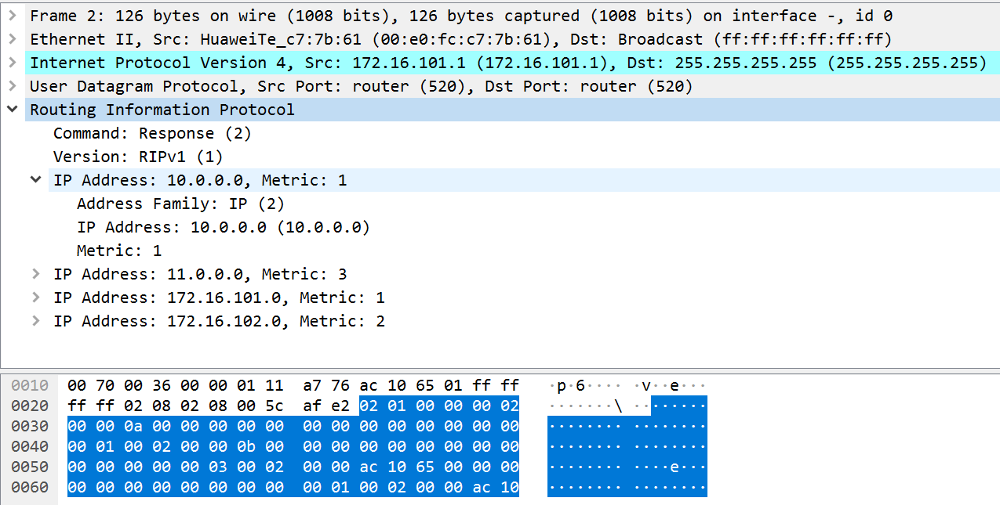 Frame 2: 126 bytes on wire (1008 bits), 126 bytes captured (1008 bits) on interface -, id 0
Ethernet II, Src: HuaweiTe_c7:7b:61 (00:e0:fc:c7:7b:61), Dst: Broadcast (ff:ff:ff:ff:ff:ff)
Internet Protocol Version 4, Src: 172.16.101.1 (172.16.101.1), Dst: 255.255.255.255 (255.255.255.255)
User Datagram Protocol, Src Port: router (520), Dst Port: router (520)
Routing Information Protocol
Command: Response (2)
Version: RIPv1 (1)
IP Address: 10.0.0.0, Metric: 1
Address Family: IP (2)
IP Address: 10.0.0.0 (10.0.0.0)
Metric: 1
IP Address: 11.0.0.0, Metric: 3
IP Address: 172.16.101.0, Metric: 1
IP Address: 172.16.102.0, Metric: 2
0010 00 70 00 36 00 00 01 11 a7 76 ac 10 65 01 ff ff ·p·6···· ·v··e···
0020 ff ff 02 08 02 08 00 5c af e2 02 01 00 00 00 02 ·······\ ········
0030 00 00 0a 00 00 00 00 00 00 00 00 00 00 00 00 00 ········ ········
0040 00 01 00 02 00 00 0b 00 00 00 00 00 00 00 00 00 ········ ········
0050 00 00 00 00 00 03 00 02 00 00 ac 10 65 00 00 00 ········ ····e···
0060 00 00 00 00 00 00 00 00 00 01 00 02 00 00 ac 10 ········ ········